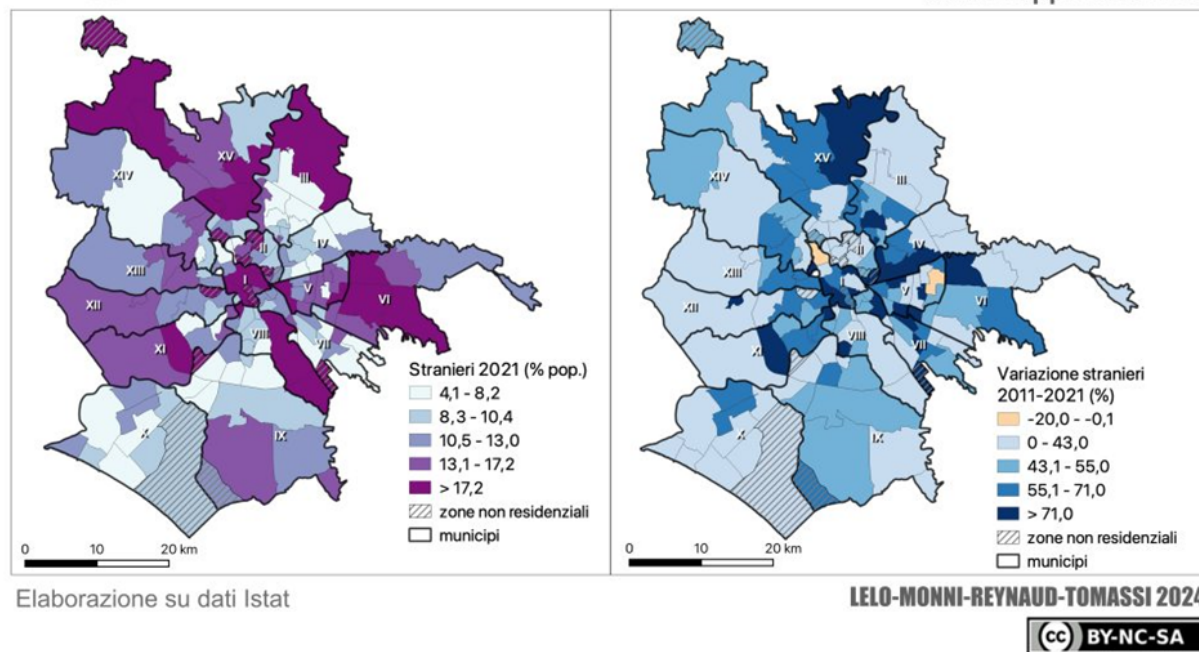 XV
III
XIV
IV
II
XIII
I
V
VI
XII
VIII
VII
XI
X
IX
Stranieri 2021 (% pop.)
4,1 - 8,2
8,3 - 10,4
10,5 - 13,0
13,1 - 17,2
> 17,2
zone non residenziali
municipi
0 10 20 km
XV
III
XIV
IV
II
XIII
I
V
VI
XII
VIII
VII
XI
X
IX
Variazione stranieri
2011-2021 (%)
-20,0 - -0,1
0 - 43,0
43,1 - 55,0
55,1 - 71,0
> 71,0
zone non residenziali
municipi
0 10 20 km
Elaborazione su dati Istat
LELO-MONNI-REYNAUD-TOMASSI 2024
cc BY-NC-SA